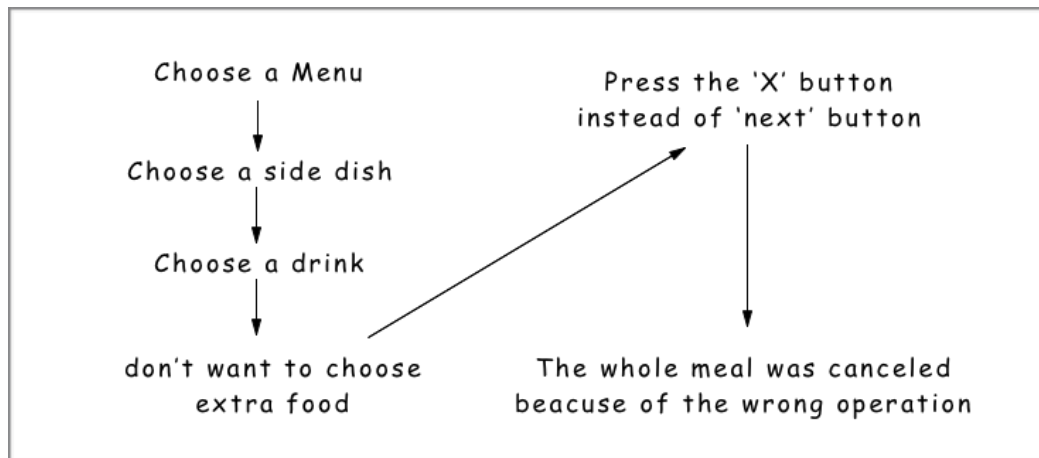 Choose a Menu
Choose a side dish
Choose a drink
don't want to choose
extra food
Press the 'X' button
instead of 'next' button
The whole meal was canceled
beacuse of the wrong operation